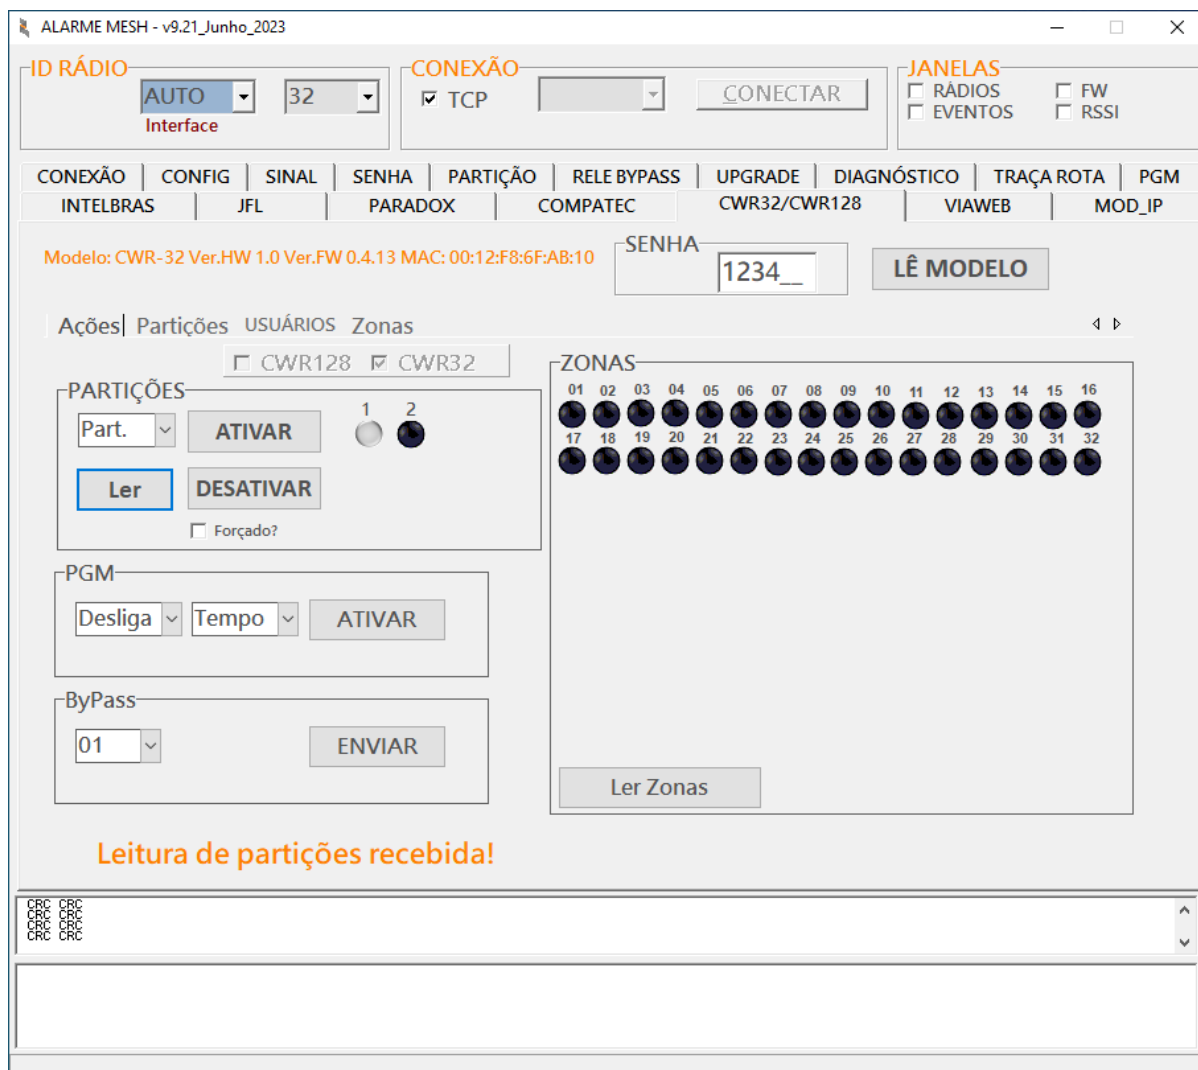 ALARME MESH - v9.21_Junho_2023
ID RÁDIO
AUTO
32
Interface
CONEXÃO
TCP
CONECTAR
JANELAS
RÁDIOS
FW
EVENTOS
RSSI
CONEXÃO CONFIG SINAL SENHA PARTIÇÃO RELE BYPASS UPGRADE DIAGNÓSTICO TRAÇA ROTA PGM
INTELBRAS JFL PARADOX COMPATEC CWR32/CWR128 VIAWEB MOD_IP
Modelo: CWR-32 Ver.HW 1.0 Ver.FW 0.4.13 MAC: 00:12:F8:6F:AB:10
SENHA
1234__
LÊ MODELO
Ações Partições USUÁRIOS Zonas
CWR128 CWR32
PARTIÇÕES
Part.
ATIVAR
1 2
Ler
DESATIVAR
Forçado?
PGM
Desliga
Tempo
ATIVAR
ByPass
01
ENVIAR
ZONAS
01 02 03 04 05 06 07 08 09 10 11 12 13 14 15 16
17 18 19 20 21 22 23 24 25 26 27 28 29 30 31 32
Ler Zonas
Leitura de partições recebida!
CRC CRC
CRC CRC
CRC CRC
CRC CRC